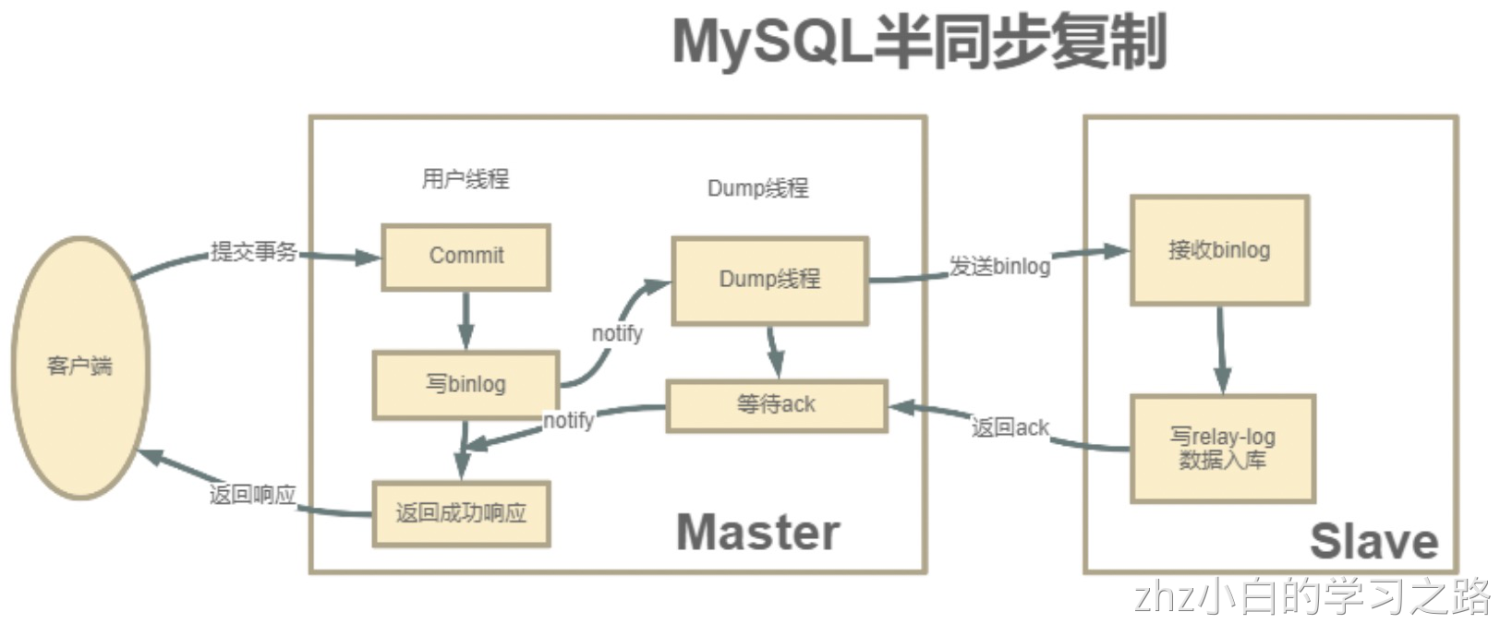 MySQL半同步复制
用户线程
Dump线程
提交事务
Commit
Dump线程
发送binlog
接收binlog
notify
客户端
写binlog
等待ack
notify
返回ack
写relay-log
数据入库
返回响应
返回成功响应
Master
Slave
zhz小白的学习之路